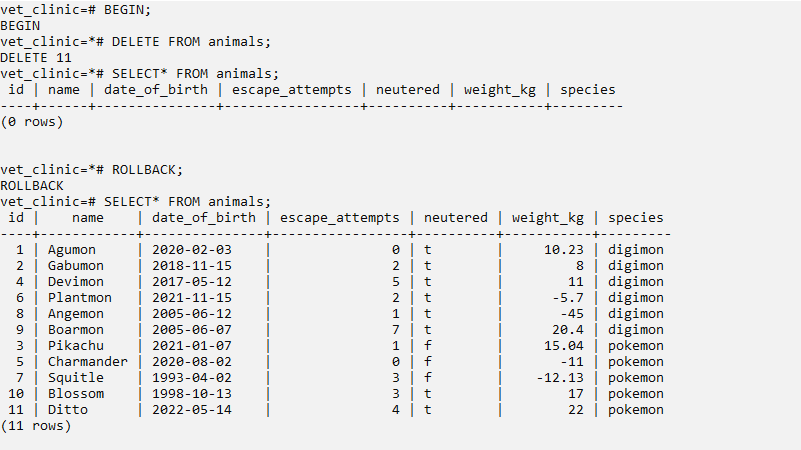 vet_clinic=# BEGIN;
BEGIN
vet_clinic=*# DELETE FROM animals;
DELETE 11
vet_clinic=*# SELECT* FROM animals;
 id | name | date_of_birth | escape_attempts | neutered | weight_kg | species
----+------+---------------+-----------------+----------+-----------+---------
(0 rows)

vet_clinic=*# ROLLBACK;
ROLLBACK
vet_clinic=# SELECT* FROM animals;
 id |    name    | date_of_birth | escape_attempts | neutered | weight_kg | species
----+------------+---------------+-----------------+----------+-----------+---------
  1 | Agumon     | 2020-02-03    |               0 | t        |     10.23 | digimon
  2 | Gabumon    | 2018-11-15    |               2 | t        |         8 | digimon
  4 | Devimon    | 2017-05-12    |               5 | t        |        11 | digimon
  6 | Plantmon   | 2021-11-15    |               2 | t        |      -5.7 | digimon
  8 | Angemon    | 2005-06-12    |               1 | t        |       -45 | digimon
  9 | Boarmon    | 2005-06-07    |               7 | t        |      20.4 | digimon
  3 | Pikachu    | 2021-01-07    |               1 | f        |     15.04 | pokemon
  5 | Charmander | 2020-08-02    |               0 | f        |       -11 | pokemon
  7 | Squitle    | 1993-04-02    |               3 | f        |    -12.13 | pokemon
 10 | Blossom    | 1998-10-13    |               3 | t        |        17 | pokemon
 11 | Ditto      | 2022-05-14    |               4 | t        |        22 | pokemon
(11 rows)